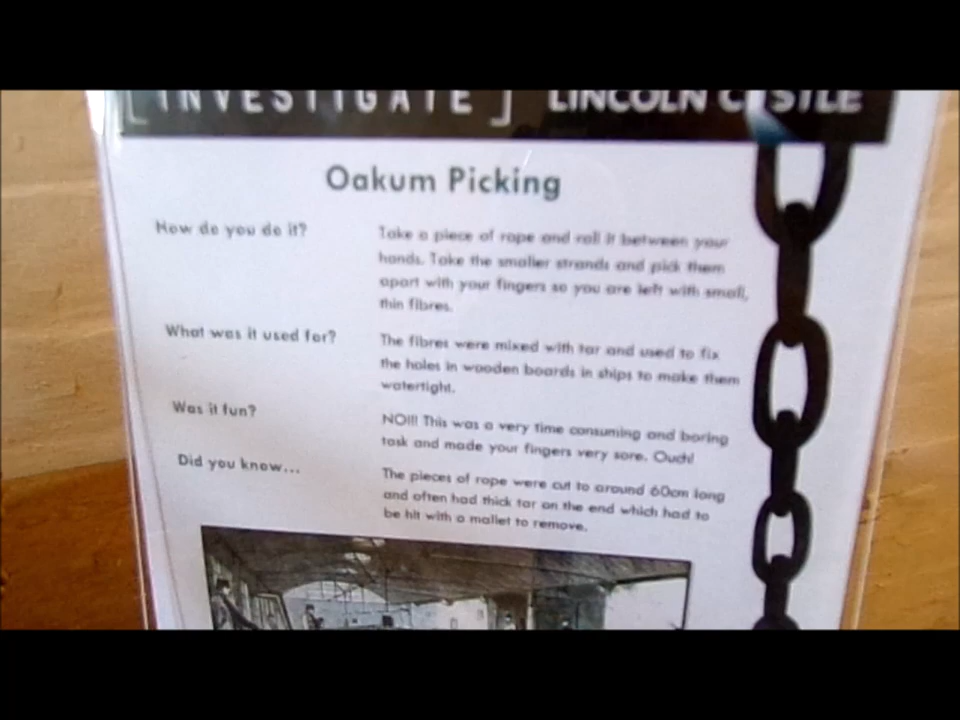 [INVESTIGATE] LINCOLN CASTLE
Oakum Picking
How do you do it?
Take a piece of rope and roll it between your
hands. Take the smaller strands and pick them
apart with your fingers so you are left with small,
thin fibres.
What was it used for?
The fibres were mixed with tar and used to fix
the holes in wooden boards in ships to make them
watertight.
Was it fun?
NO!!! This was a very time consuming and boring
task and made your fingers very sore. Ouch!
Did you know...
The pieces of rope were cut to around 60cm long
and often had thick tar on the end which had to
be hit with a mallet to remove.